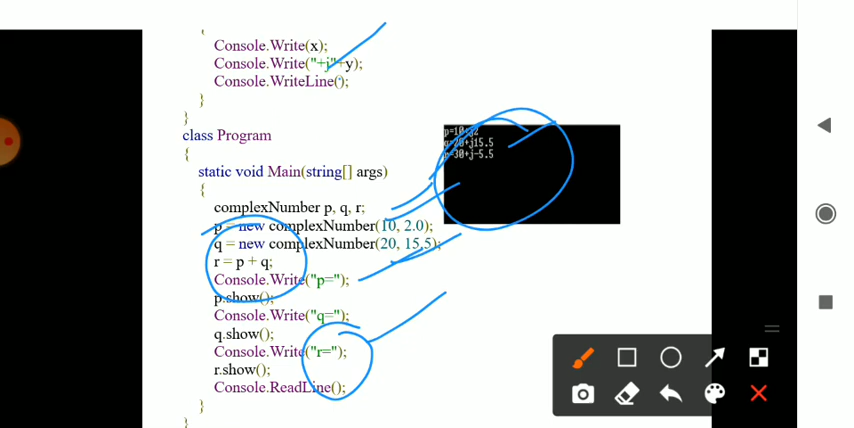 {
Console.Write(x);
Console.Write("+j"+y);
Console.WriteLine();
}
}
class Program
{
static void Main(string[] args)
{
complexNumber p, q, r;
p = new complexNumber(10, 2.0);
q = new complexNumber(20, 15.5);
r = p + q;
Console.Write("p=");
p.show();
Console.Write("q=");
q.show();
Console.Write("r=");
r.show();
Console.ReadLine();
}
}
p=10+j2
q=20+j15.5
r=30+j-5.5